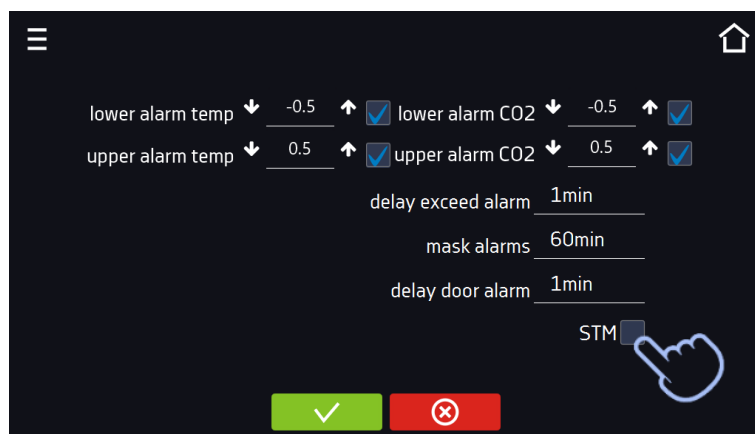 lower alarm temp -0.5 lower alarm CO2 -0.5
upper alarm temp 0.5 upper alarm CO2 0.5
delay exceed alarm 1min
mask alarms 60min
delay door alarm 1min
STM